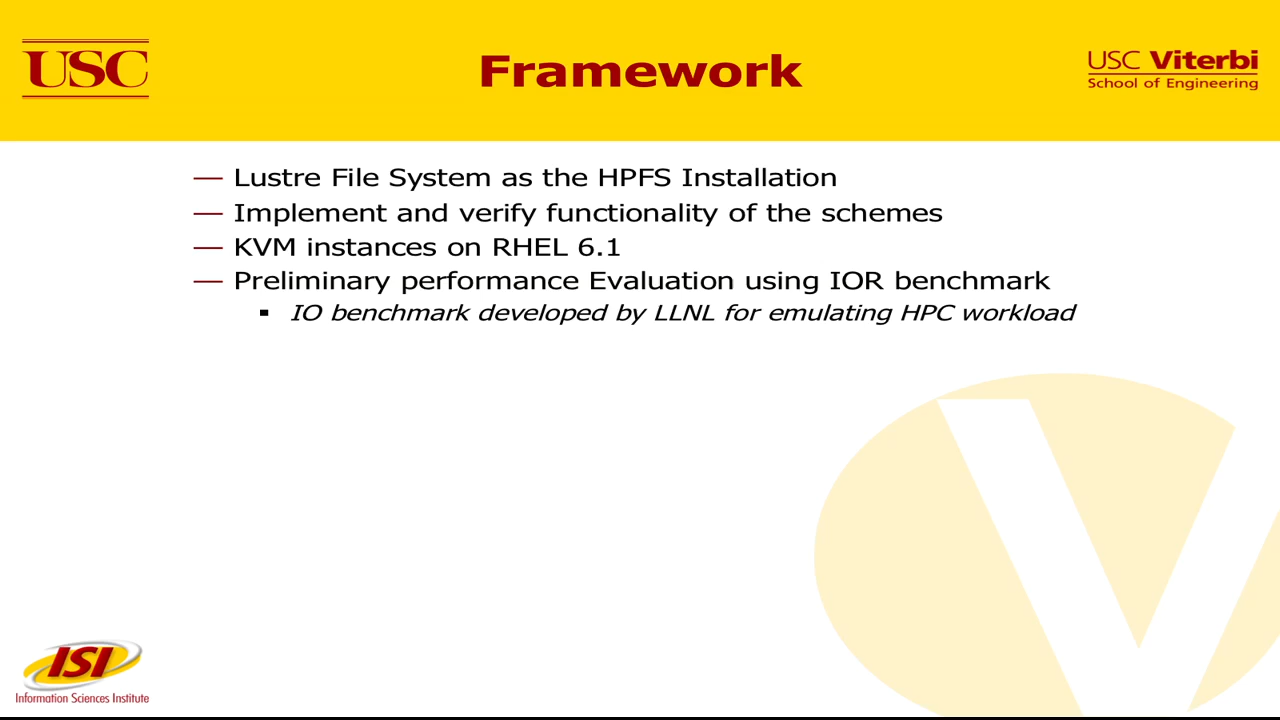 USC
Framework
USC Viterbi
School of Engineering
— Lustre File System as the HPFS Installation
— Implement and verify functionality of the schemes
— KVM instances on RHEL 6.1
— Preliminary performance Evaluation using IOR benchmark
▪ IO benchmark developed by LLNL for emulating HPC workload
ISI
Information Sciences Institute